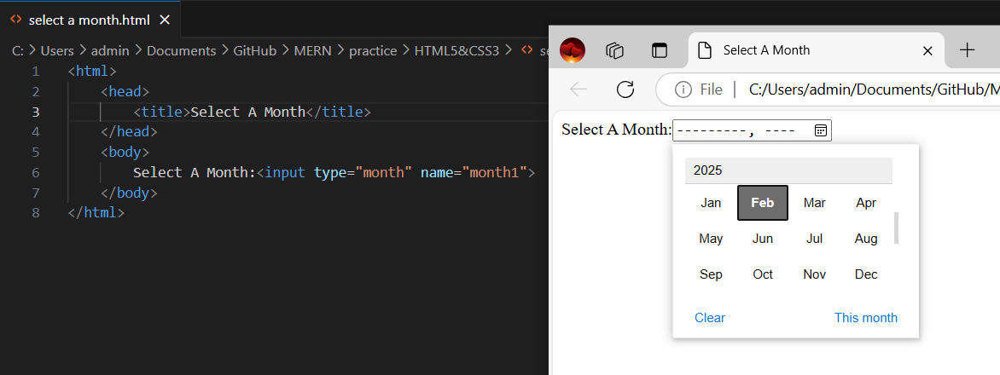 select a month.html
C: > Users > admin > Documents > GitHub > MERN > practice > HTML5&CSS3 > <> se
1 <html>
2 <head>
3 <title>Select A Month</title>
4 </head>
5 <body>
6 Select A Month:<input type="month" name="month1">
7 </body>
8 </html>
Select A Month
File | C:/Users/admin/Documents/GitHub/M
Select A Month:---------, ----
2025
Jan Feb Mar Apr
May Jun Jul Aug
Sep Oct Nov Dec
Clear This month